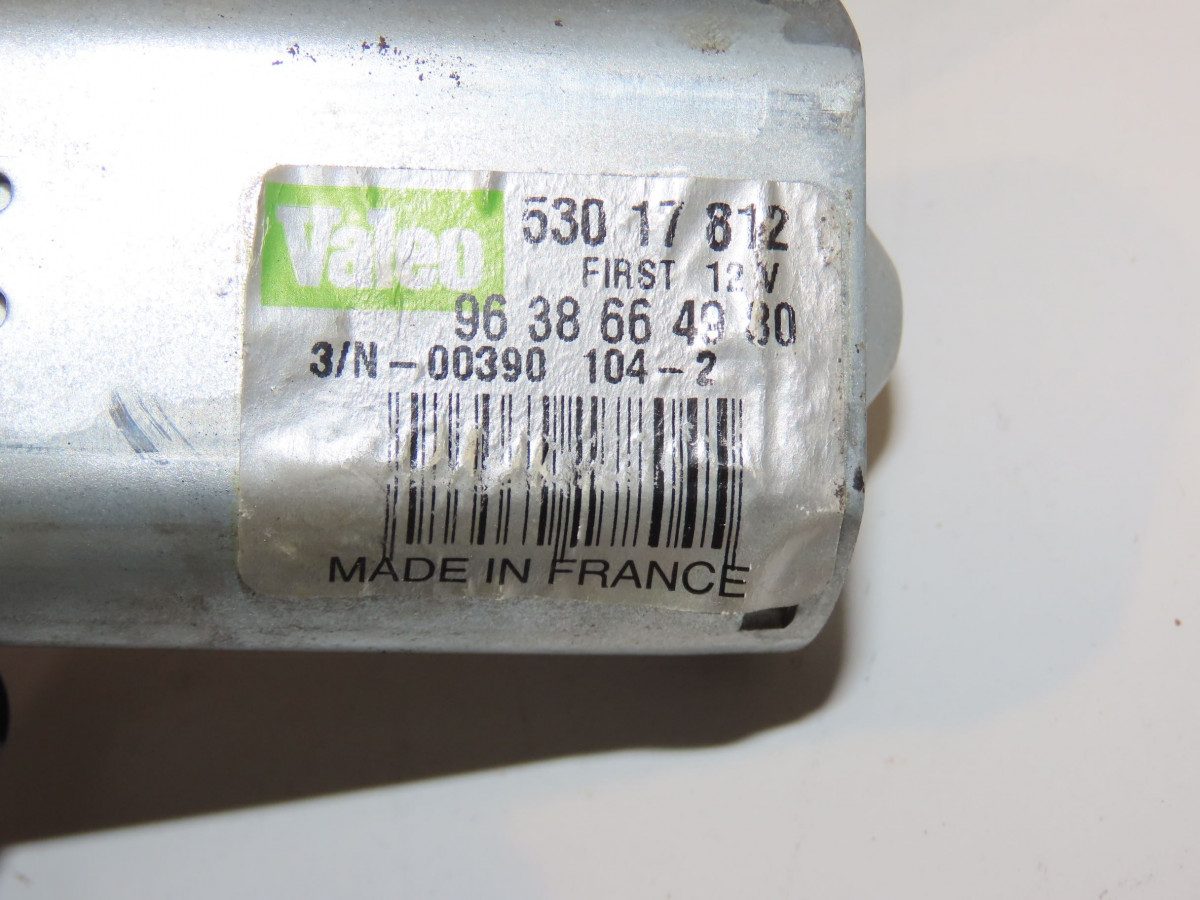 Valeo
530 17 812
FIRST 12 V
96 38 66 49 80
3/N-00390 104-2
MADE IN FRANCE